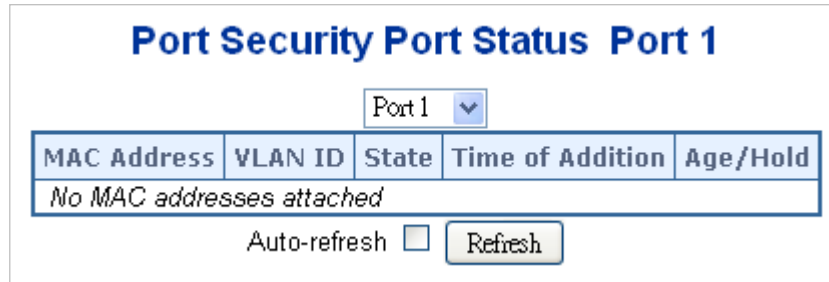 Port Security Port Status Port 1
Port 1
MAC Address VLAN ID State Time of Addition Age/Hold
No MAC addresses attached
Auto-refresh Refresh